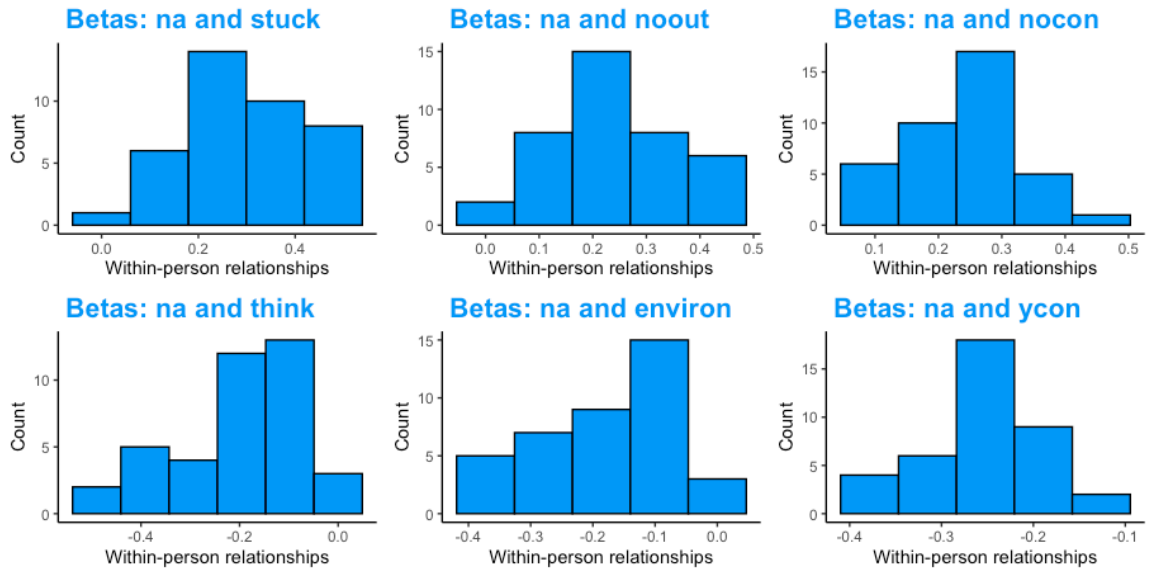 Betas: na and stuck
Count
10
5
0
0.0 0.2 0.4
Within-person relationships
Betas: na and noout
Count
15
10
5
0
0.0 0.1 0.2 0.3 0.4 0.5
Within-person relationships
Betas: na and nocon
Count
15
10
5
0
0.1 0.2 0.3 0.4 0.5
Within-person relationships
Betas: na and think
Count
10
5
0
-0.4 -0.2 0.0
Within-person relationships
Betas: na and environ
Count
15
10
5
0
-0.4 -0.3 -0.2 -0.1 0.0
Within-person relationships
Betas: na and ycon
Count
15
10
5
0
-0.4 -0.3 -0.2 -0.1
Within-person relationships